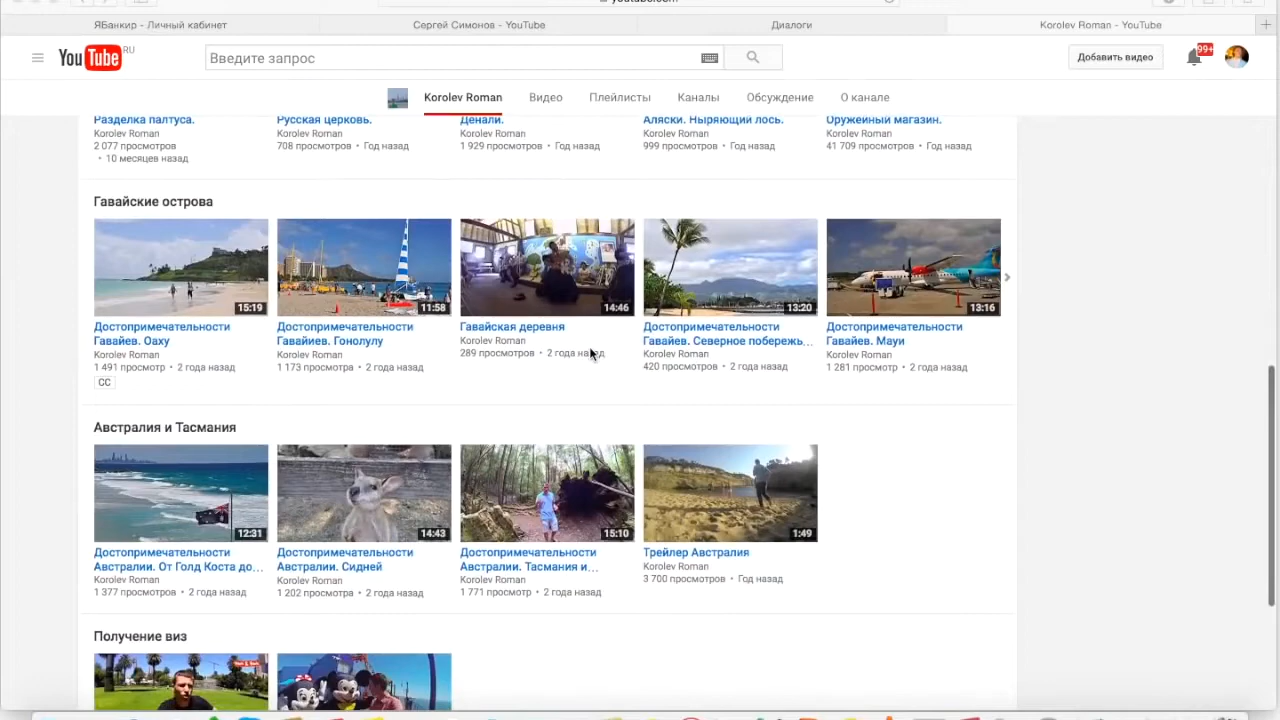 ЯБанкир - Личный кабинет
Сергей Симонов - YouTube
Диалоги
Korolev Roman - YouTube
YouTube RU
Введите запрос
Добавить видео
99+
Korolev Roman
Видео
Плейлисты
Каналы
Обсуждение
О канале
Разделка палтуса.
Korolev Roman
2 077 просмотров
• 10 месяцев назад
Русская церковь.
Korolev Roman
708 просмотров • Год назад
Денали.
Korolev Roman
1 929 просмотров • Год назад
Аляски. Ныряющий лось.
Korolev Roman
999 просмотров • Год назад
Оружейный магазин.
Korolev Roman
41 709 просмотров • Год назад
Гавайские острова
15:19
Достопримечательности
Гавайев. Оаху
Korolev Roman
1 491 просмотр • 2 года назад
CC
11:58
Достопримечательности
Гавайиев. Гонолулу
Korolev Roman
1 173 просмотра • 2 года назад
14:46
Гавайская деревня
Korolev Roman
289 просмотров • 2 года назад
13:20
Достопримечательности
Гавайев. Северное побережь...
Korolev Roman
420 просмотров • 2 года назад
13:16
Достопримечательности
Гавайев. Мауи
Korolev Roman
1 281 просмотр • 2 года назад
Австралия и Тасмания
12:31
Достопримечательности
Австралии. От Голд Коста до...
Korolev Roman
1 377 просмотров • 2 года назад
14:43
Достопримечательности
Австралии. Сидней
Korolev Roman
1 202 просмотра • 2 года назад
15:10
Достопримечательности
Австралии. Тасмания и...
Korolev Roman
1 771 просмотр • 2 года назад
1:49
Трейлер Австралия
Korolev Roman
3 700 просмотров • Год назад
Получение виз